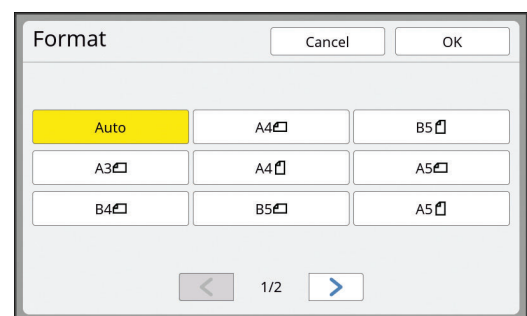 Format Cancel OK
Auto A4 B5
A3 A4 A5
B4 B5 A5
1/2